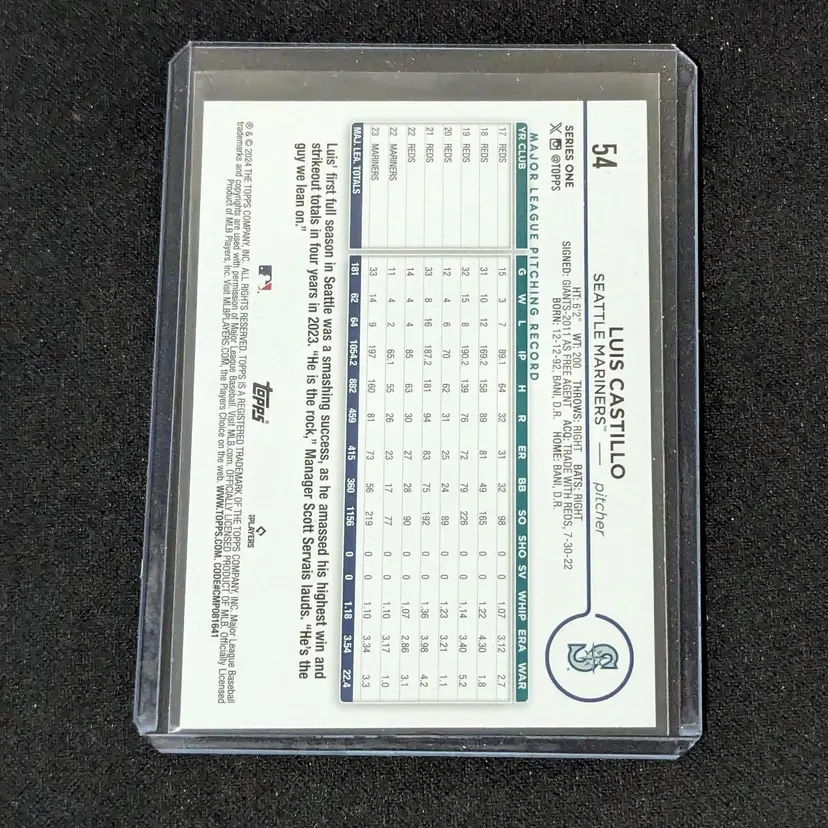 54
LUIS CASTILLO
SEATTLE MARINERS™ — pitcher
SERIES ONE
@TOPPS
HT: 6'2" WT: 200 THROWS: RIGHT BATS: RIGHT
SIGNED: GIANTS-2011 AS FREE AGENT ACQ: TRADE WITH REDS, 7-30-22
BORN: 12-12-92, BANI, D.R. HOME: BANI, D.R.
MAJOR LEAGUE PITCHING RECORD
YR CLUB G W L IP H R ER BB SO SHO SV WHIP ERA WAR
17 REDS 15 3 7 89.1 64 32 31 32 98 0 0 1.07 3.12 2.7
18 REDS 31 10 12 169.2 158 89 81 49 165 0 0 1.22 4.30 1.8
19 REDS 32 15 8 190.2 139 76 72 79 226 0 0 1.14 3.40 5.2
20 REDS 12 4 6 70 62 31 25 24 89 0 0 1.23 3.21 1.1
21 REDS 33 8 16 187.2 181 94 83 75 192 0 0 1.36 3.98 4.2
22 REDS 14 4 4 85 63 30 27 28 90 0 0 1.07 2.86 3.1
22 MARINERS 11 4 2 65.1 55 26 23 17 77 0 0 1.10 3.17 1.0
23 MARINERS 33 14 9 197 160 81 73 56 219 0 0 1.10 3.34 3.3
MAJ. LEA. TOTALS 181 62 64 1054.2 882 459 415 360 1156 0 0 1.18 3.54 22.4
Luis' first full season in Seattle was a smashing success, as he amassed his highest win and
strikeout totals in four years in 2023. "He is the rock," Manager Scott Servais lauds. "He's the
guy we lean on."
topps
PLAYERS
® & © 2024 THE TOPPS COMPANY, INC. ALL RIGHTS RESERVED. TOPPS IS A REGISTERED TRADEMARK OF THE TOPPS COMPANY, INC. Major League Baseball
trademarks and copyrights are used with permission of Major League Baseball. Visit MLB.com. OFFICIALLY LICENSED PRODUCT OF MLB. Officially Licensed
Product of MLB Players, Inc. Visit MLBPLAYERS.COM, the Players Choice on the web. WWW.TOPPS.COM. CODE#CMP081641